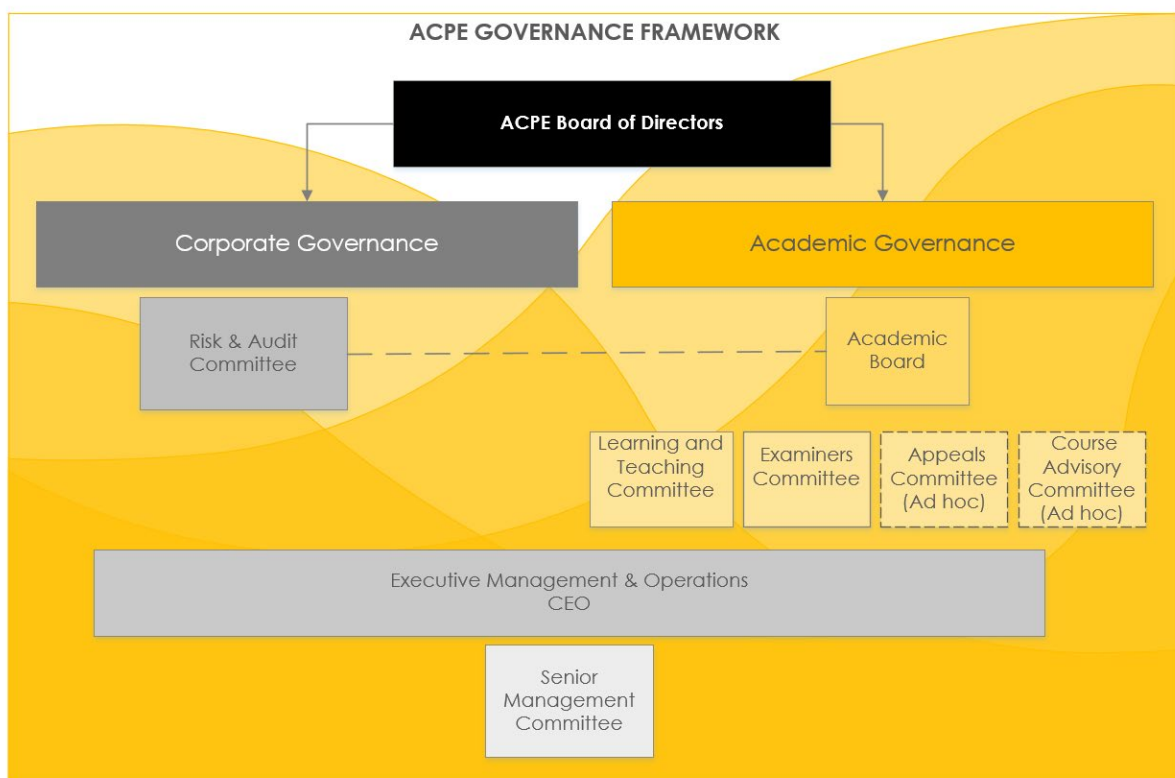 ACPE GOVERNANCE FRAMEWORK
ACPE Board of Directors
Corporate Governance
Academic Governance
Risk & Audit
Committee
Academic
Board
Learning and
Teaching
Committee
Examiners
Committee
Appeals
Committee
(Ad hoc)
Course
Advisory
Committee
(Ad hoc)
Executive Management & Operations
CEO
Senior
Management
Committee